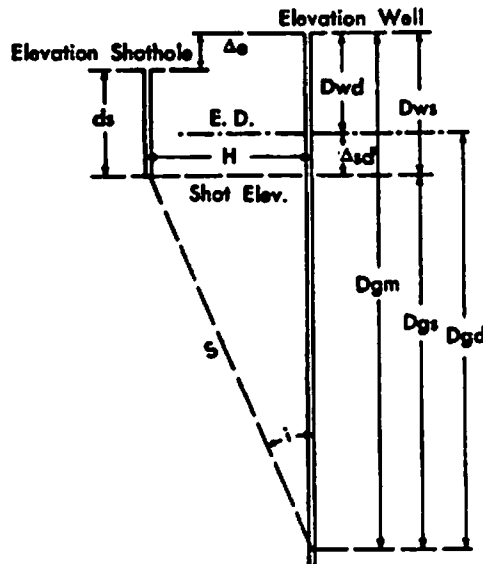 Elevation Well
Elevation Shothole
Δe
Dwd
Dws
ds
E. D.
H
Δsd
Shot Elev.
Dgm
Dgs
Dgd
S
i